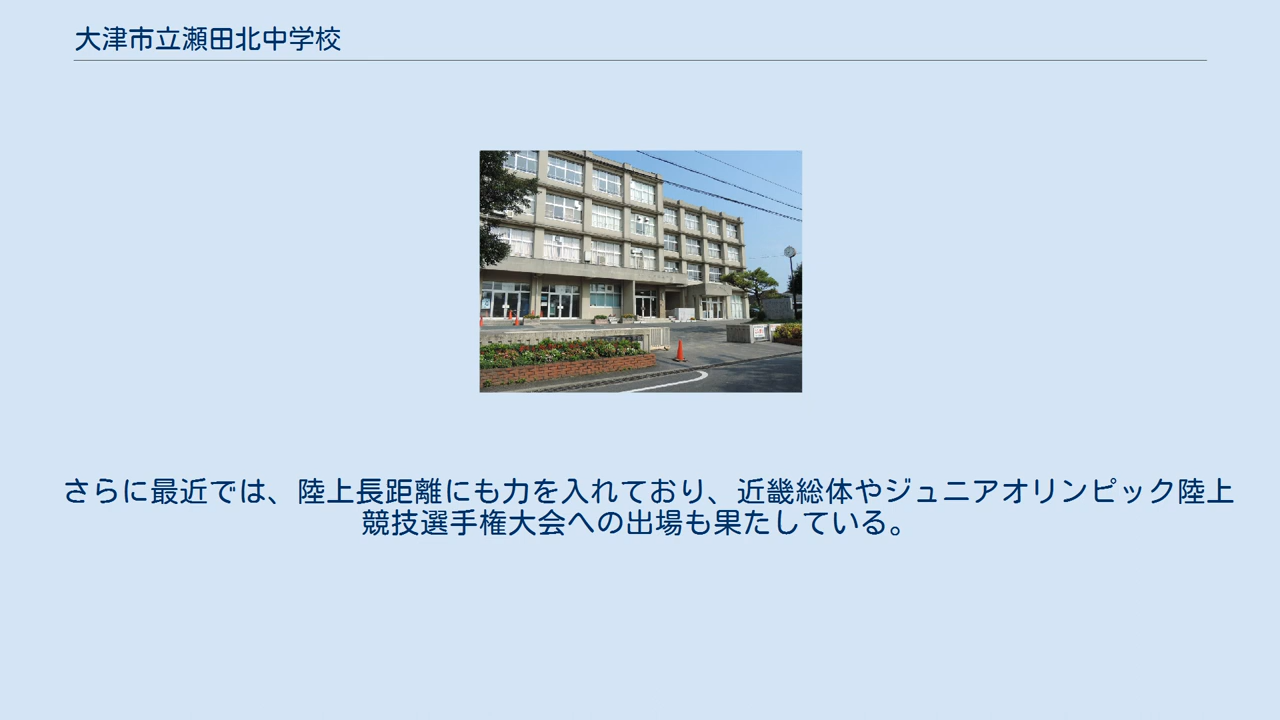 大津市立瀬田北中学校
さらに最近では、陸上長距離にも力を入れており、近畿総体やジュニアオリンピック陸上
競技選手権大会への出場も果たしている。